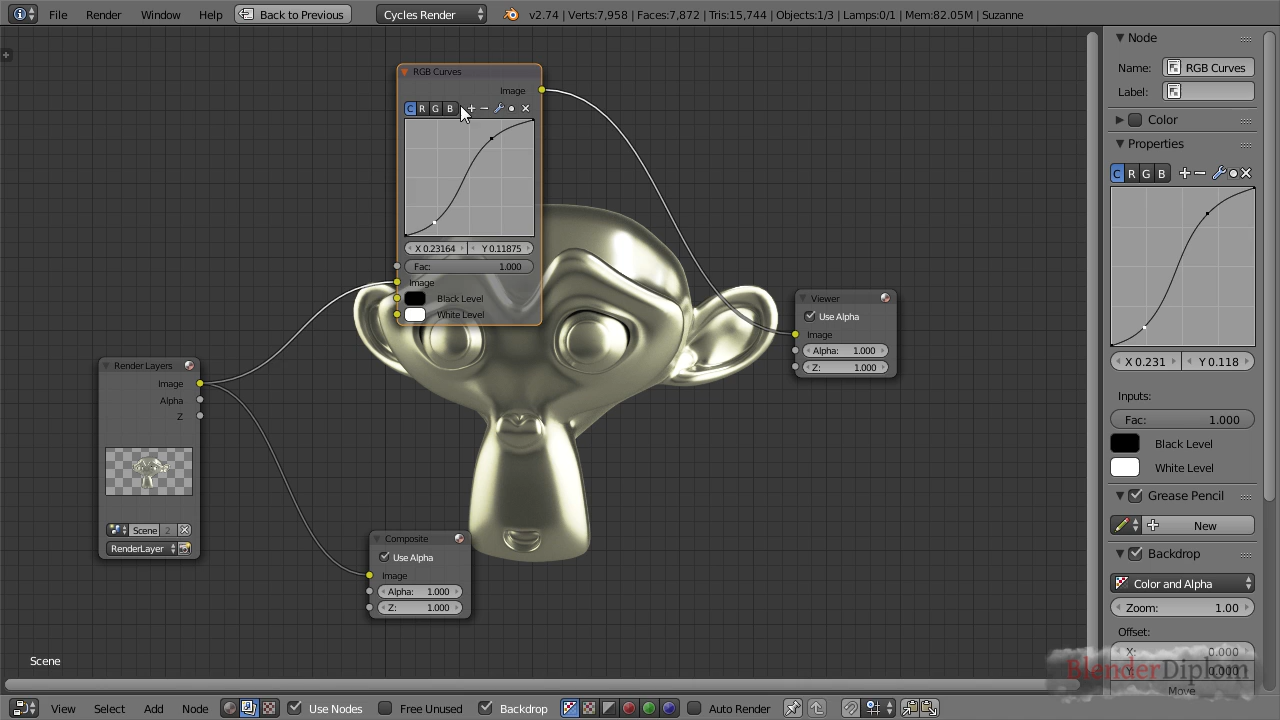 File Render Window Help Back to Previous Cycles Render v2.74 | Verts:7,958 | Faces:7,872 | Tris:15,744 | Objects:1/3 | Lamps:0/1 | Mem:82.05M | Suzanne
RGB Curves
Image
C R G B
X 0.23164 Y 0.11875
Fac: 1.000
Image
Black Level
White Level
Viewer
Use Alpha
Image
Alpha: 1.000
Z: 1.000
Render Layers
Image
Alpha
Z
Scene 2
RenderLayer
Composite
Use Alpha
Image
Alpha: 1.000
Z: 1.000
Scene
Node
Name: RGB Curves
Label:
Color
Properties
C R G B
X 0.231 Y 0.118
Inputs:
Fac: 1.000
Black Level
White Level
Grease Pencil
New
Backdrop
Color and Alpha
Zoom: 1.00
Offset:
X: 0.000
Y: 0.000
Move
BlenderDiplom
View Select Add Node Use Nodes Free Unused Backdrop Auto Render